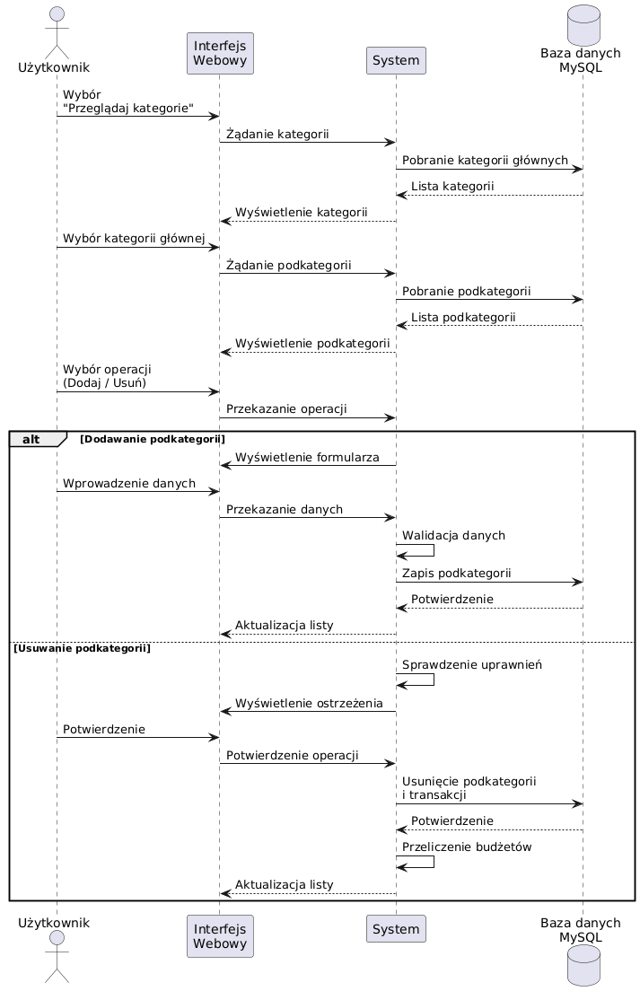 Użytkownik
Interfejs
Webowy
System
Baza danych
MySQL
Wybór
"Przeglądaj kategorie"
Żądanie kategorii
Pobranie kategorii głównych
Lista kategorii
Wyświetlenie kategorii
Wybór kategorii głównej
Żądanie podkategorii
Pobranie podkategorii
Lista podkategorii
Wyświetlenie podkategorii
Wybór operacji
(Dodaj / Usuń)
Przekazanie operacji
alt [Dodawanie podkategorii]
Wyświetlenie formularza
Wprowadzenie danych
Przekazanie danych
Walidacja danych
Zapis podkategorii
Potwierdzenie
Aktualizacja listy
[Usuwanie podkategorii]
Sprawdzenie uprawnień
Wyświetlenie ostrzeżenia
Potwierdzenie
Potwierdzenie operacji
Usunięcie podkategorii
i transakcji
Potwierdzenie
Przeliczenie budżetów
Aktualizacja listy
Użytkownik
Interfejs
Webowy
System
Baza danych
MySQL